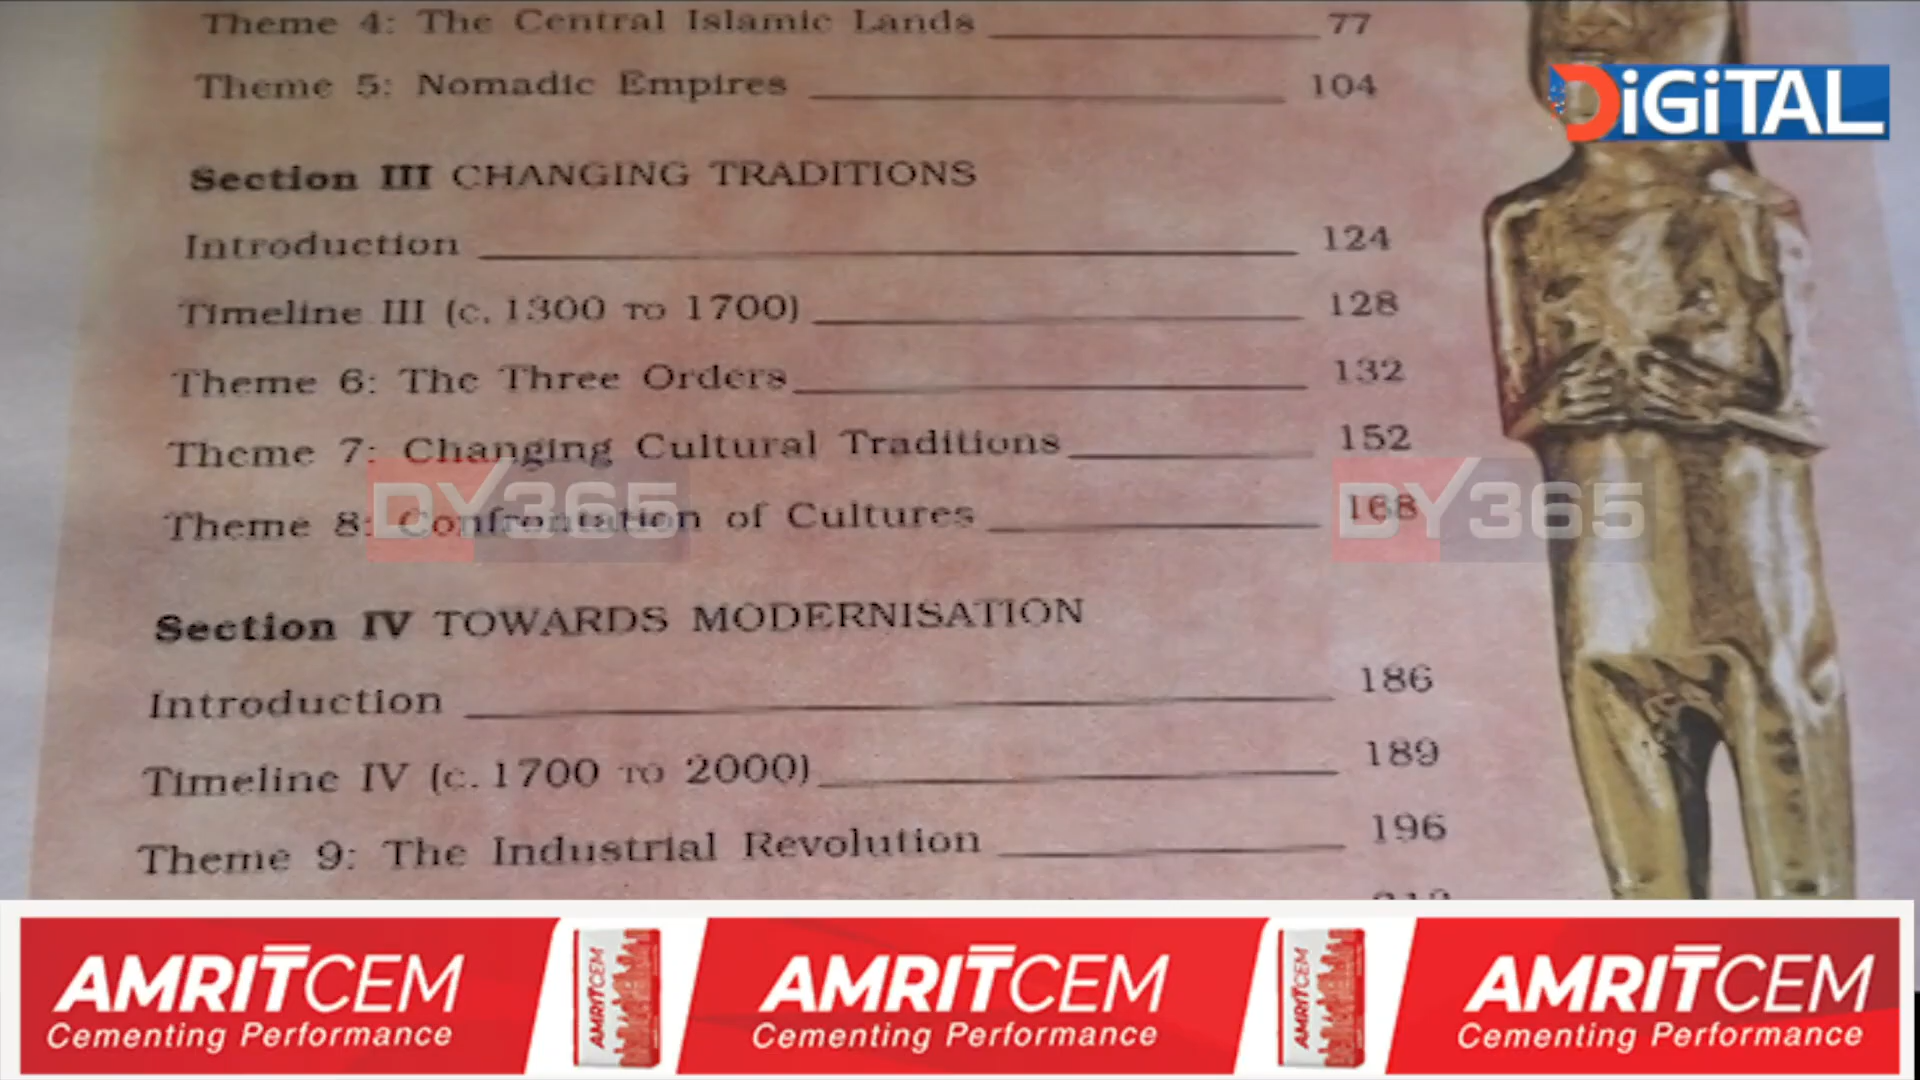 Theme 4: The Central Islamic Lands 77
Theme 5: Nomadic Empires 104
DiGiTAL
Section III CHANGING TRADITIONS
Introduction 124
Timeline III (c. 1300 TO 1700) 128
Theme 6: The Three Orders 132
Theme 7: Changing Cultural Traditions 152
DY365 DY365
Theme 8: Confrontation of Cultures 168
Section IV TOWARDS MODERNISATION
Introduction 186
Timeline IV (c. 1700 TO 2000) 189
Theme 9: The Industrial Revolution 196
AMRITCEM AMRITCEM AMRITCEM AMRITCEM AMRITCEM
Cementing Performance Cementing Performance Cementing Performance